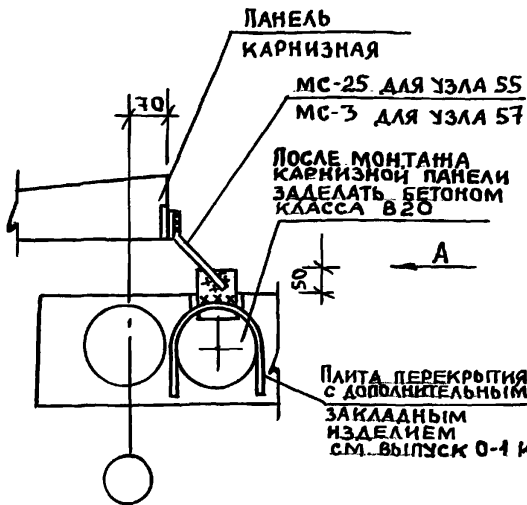 ПАНЕЛЬ
КАРНИЗНАЯ
70
МС-25 ДЛЯ УЗЛА 55
МС-3 ДЛЯ УЗЛА 57
ПОСЛЕ МОНТАЖА
КАРНИЗНОЙ ПАНЕЛИ
ЗАДЕЛАТЬ БЕТОНОМ
КЛАССА В20
50
А
ПЛИТА ПЕРЕКРЫТИЯ
С ДОПОЛНИТЕЛЬНЫМ
ЗАКЛАДНЫМ
ИЗДЕЛИЕМ
СМ. ВЫПУСК 0-1 К